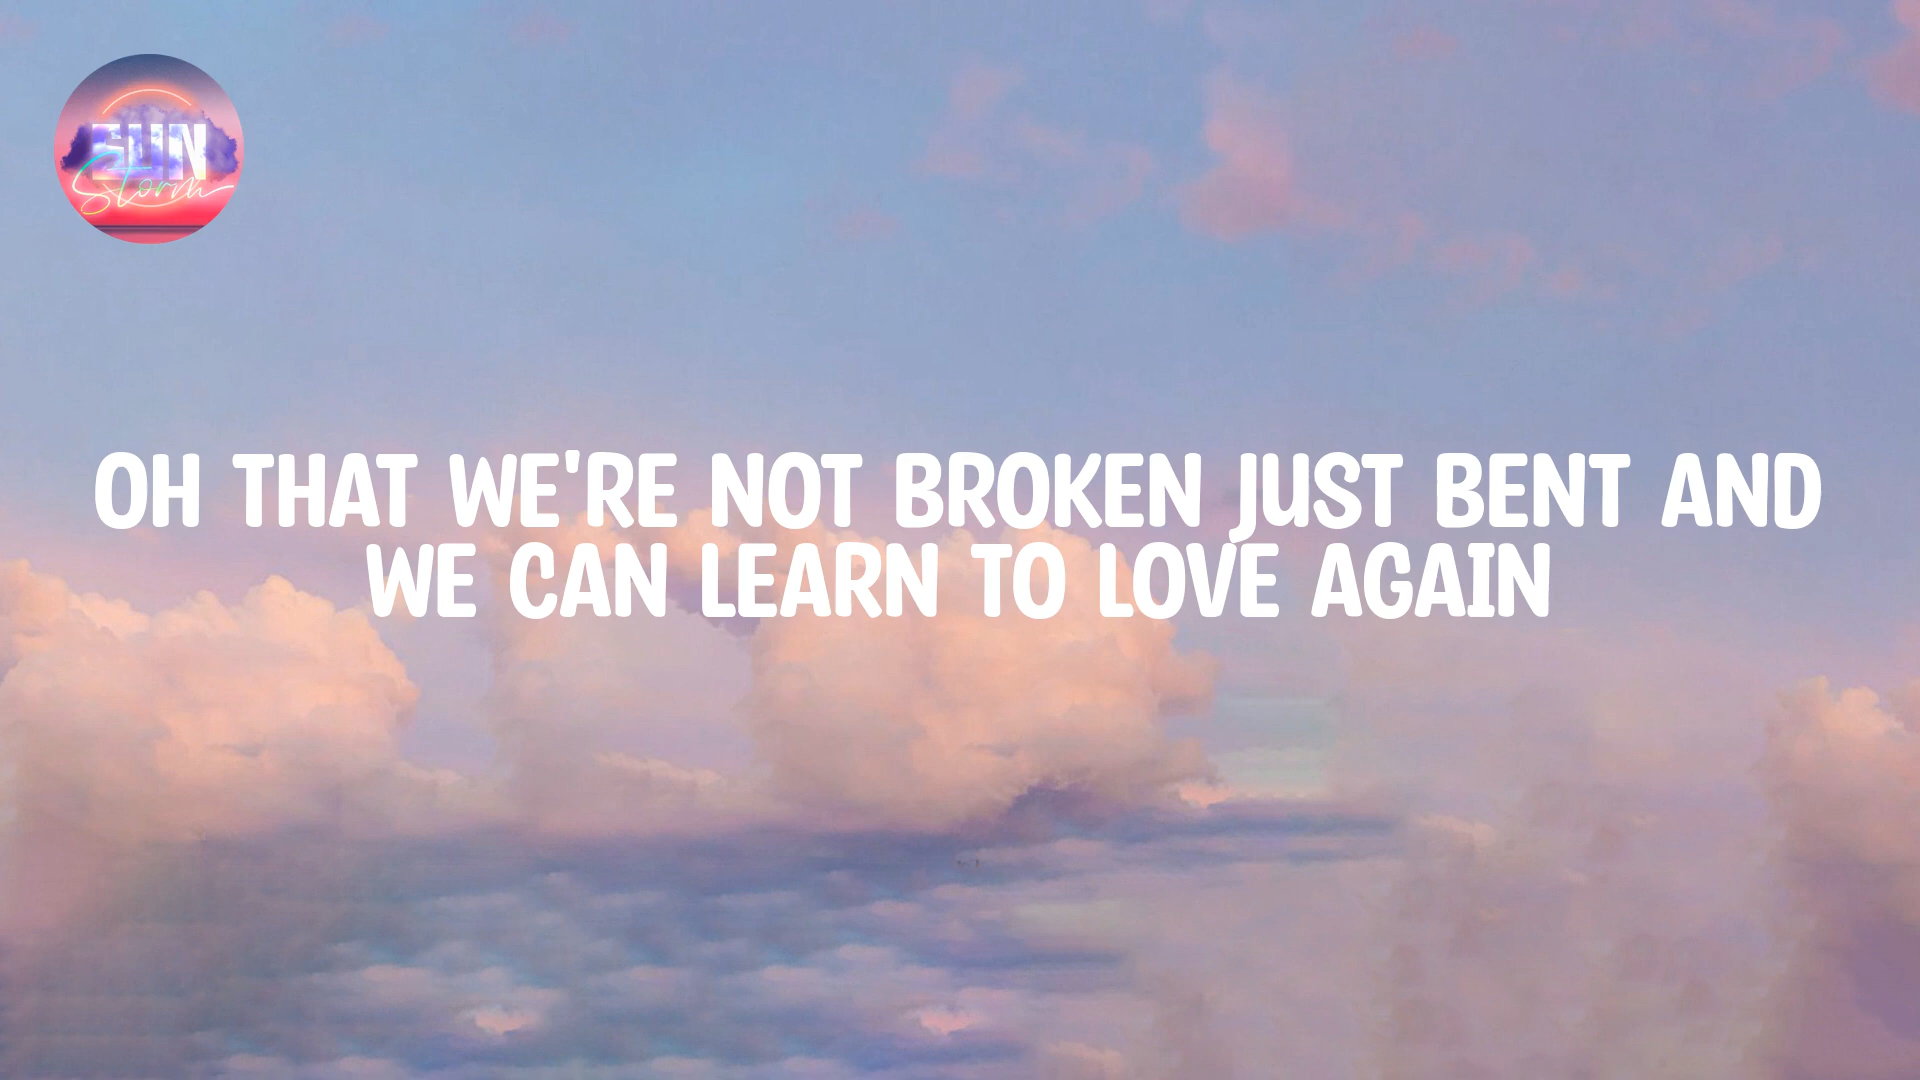 SUN
Storm
OH THAT WE'RE NOT BROKEN JUST BENT AND
WE CAN LEARN TO LOVE AGAIN